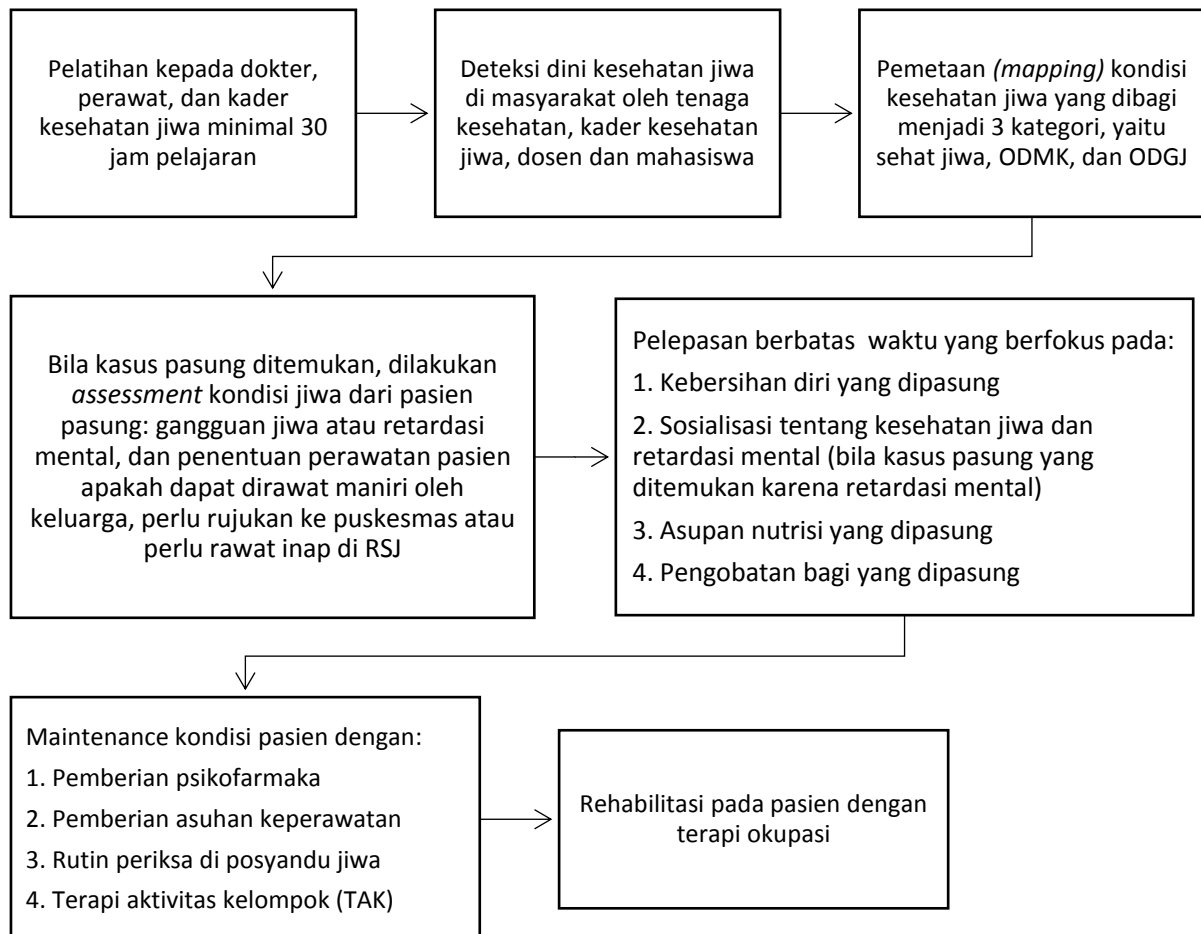 Pelatihan kepada dokter,
perawat, dan kader
kesehatan jiwa minimal 30
jam pelajaran
Deteksi dini kesehatan jiwa
di masyarakat oleh tenaga
kesehatan, kader kesehatan
jiwa, dosen dan mahasiswa
Pemetaan (mapping) kondisi
kesehatan jiwa yang dibagi
menjadi 3 kategori, yaitu
sehat jiwa, ODMK, dan ODGJ
Bila kasus pasung ditemukan, dilakukan
assessment kondisi jiwa dari pasien
pasung: gangguan jiwa atau retardasi
mental, dan penentuan perawatan pasien
apakah dapat dirawat maniri oleh
keluarga, perlu rujukan ke puskesmas atau
perlu rawat inap di RSJ
Pelepasan berbatas waktu yang berfokus pada:
1. Kebersihan diri yang dipasung
2. Sosialisasi tentang kesehatan jiwa dan
retardasi mental (bila kasus pasung yang
ditemukan karena retardasi mental)
3. Asupan nutrisi yang dipasung
4. Pengobatan bagi yang dipasung
Maintenance kondisi pasien dengan:
1. Pemberian psikofarmaka
2. Pemberian asuhan keperawatan
3. Rutin periksa di posyandu jiwa
4. Terapi aktivitas kelompok (TAK)
Rehabilitasi pada pasien dengan
terapi okupasi